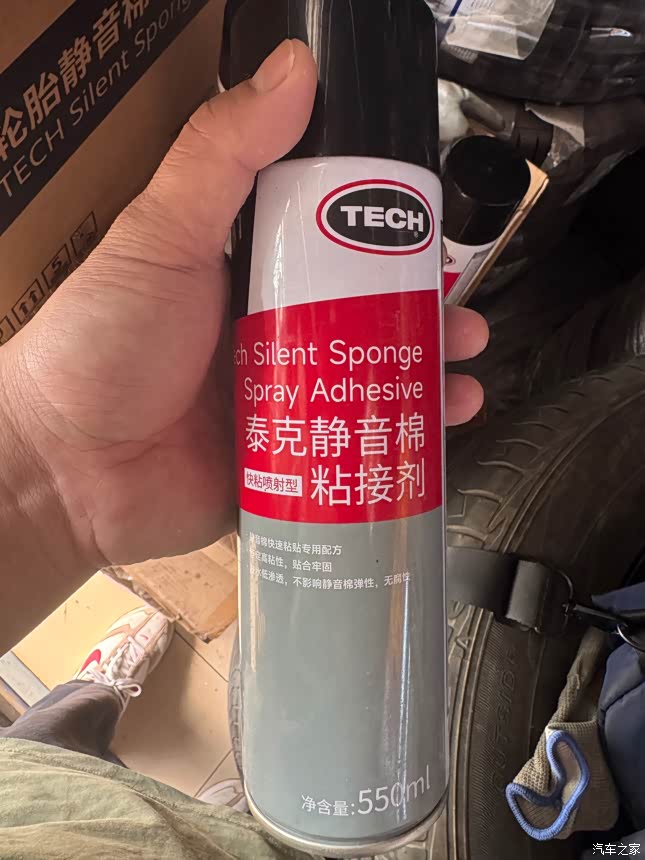 轮胎静音棉
TECH Silent Spong
TECH
Silent Sponge
Spray Adhesive
泰克静音棉
快粘喷射型
粘接剂
静音棉快速粘贴专用配方
高粘性，贴合牢固
低渗透，不影响静音棉弹性，无腐蚀
净含量:550ml
汽车之家